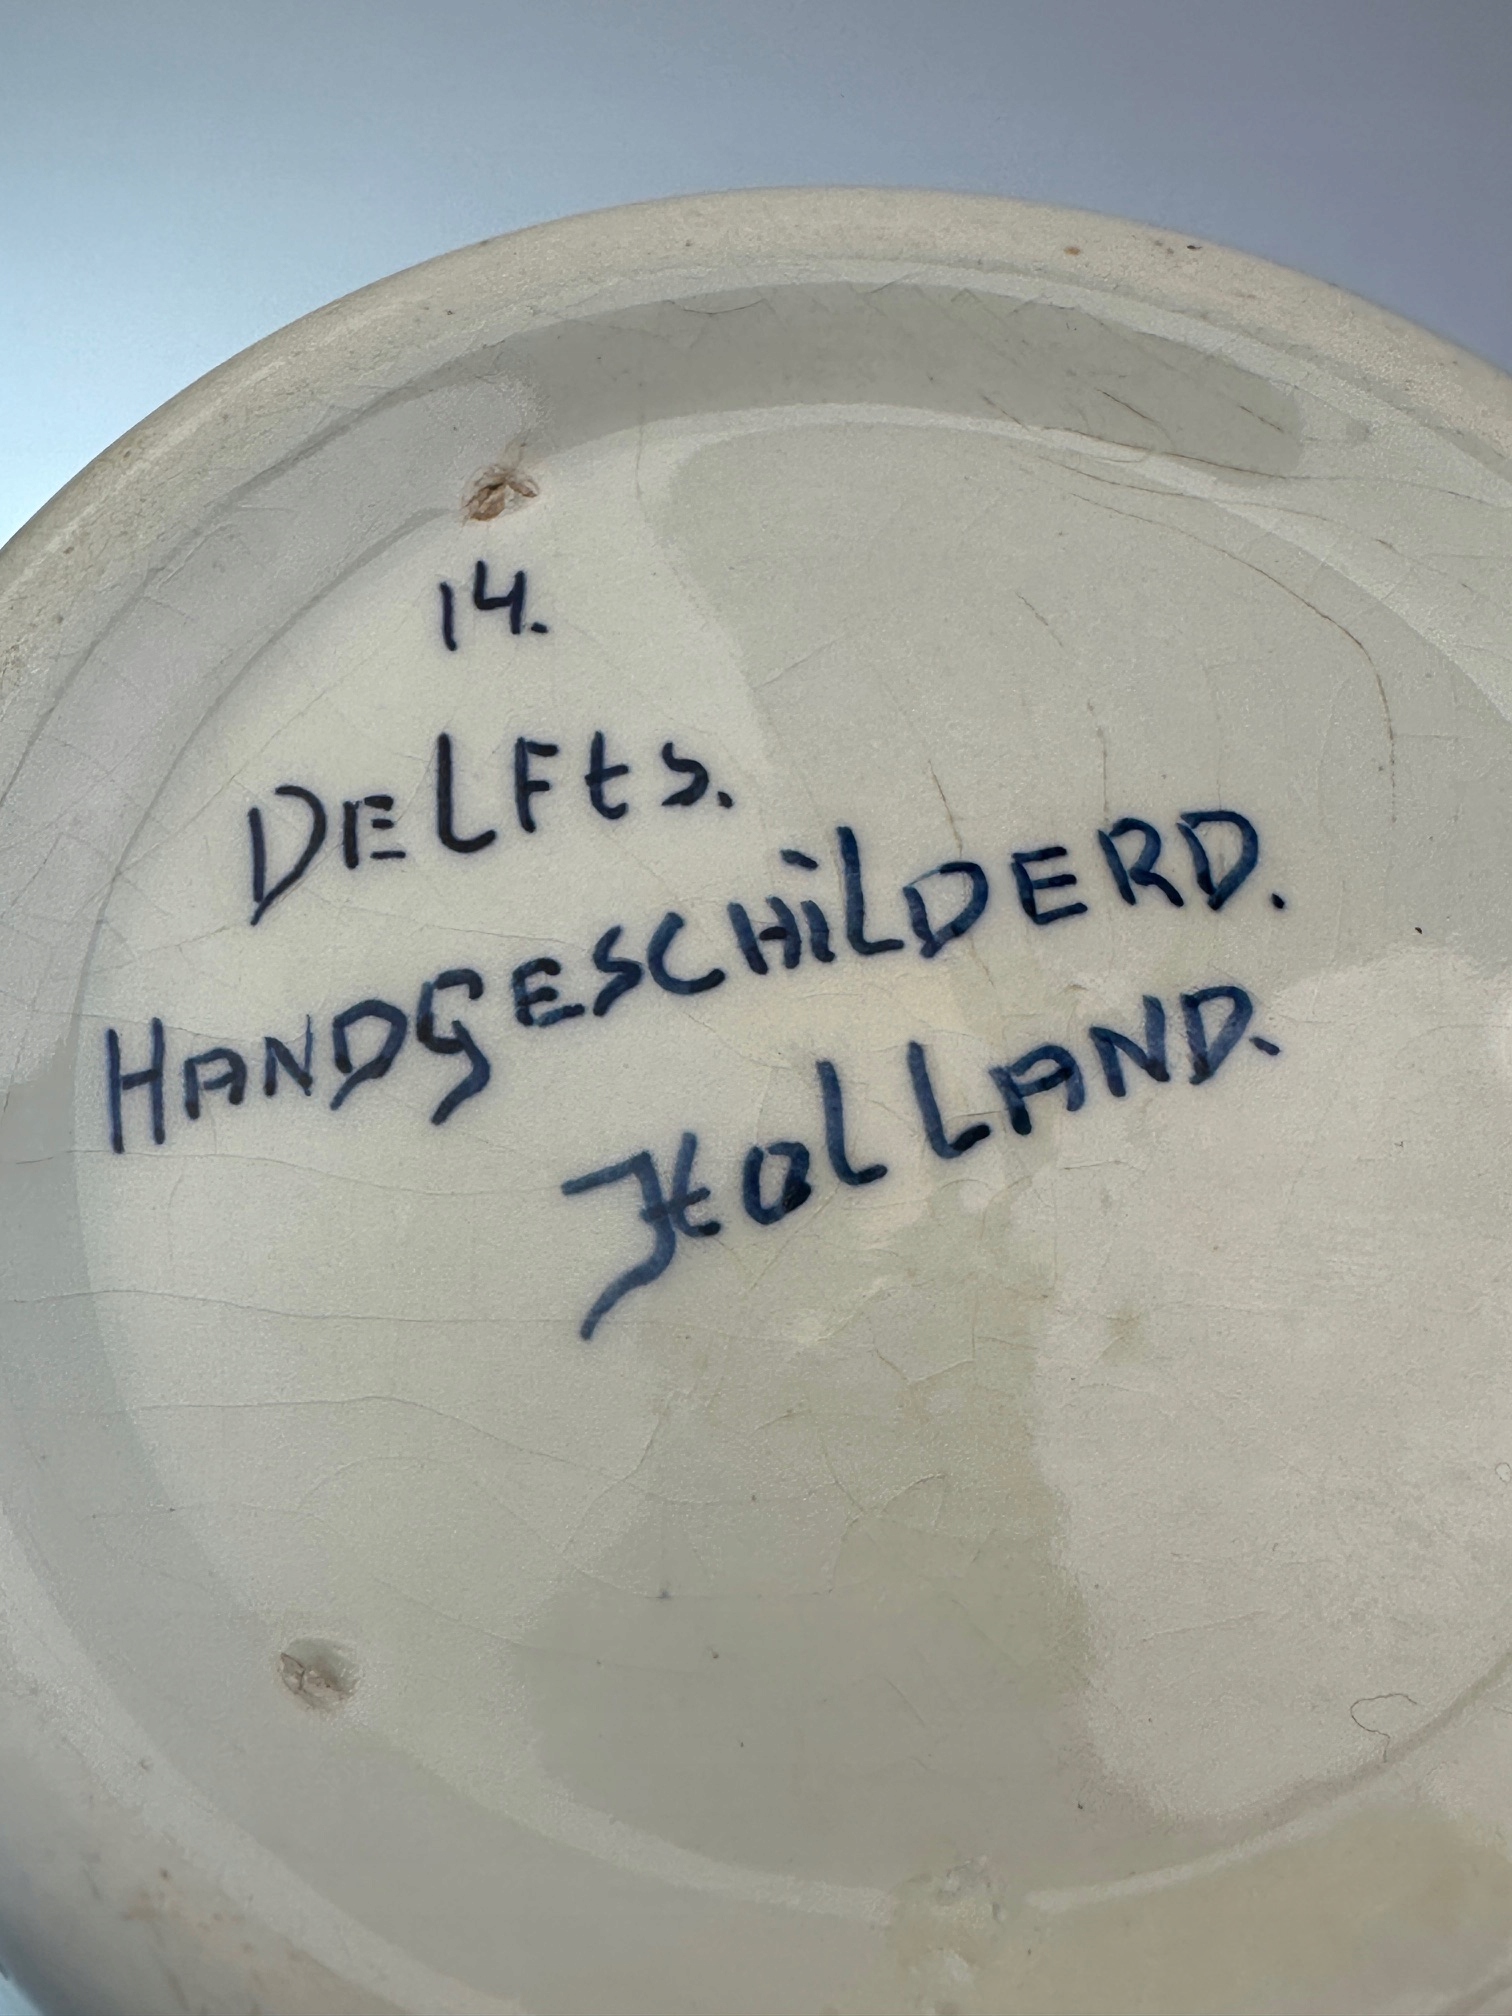 14.
DELFts.
HANDGESCHiLDERD.
HOLLAND.